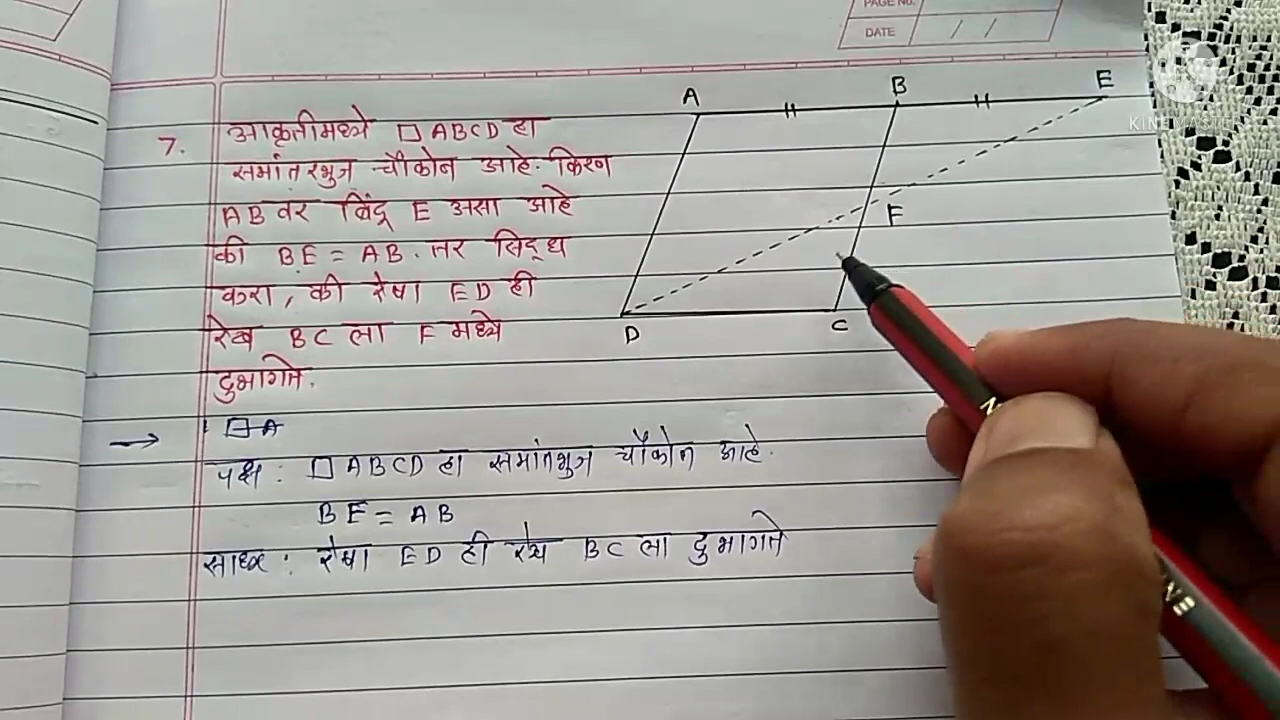 PAGE No.
DATE / /
KINEMASTER
A B E
7. आकृतीमध्ये □ ABCD हा
समांतरभुज चौकोन आहे. किरण
AB वर बिंदू E असा आहे
F
की BE = AB. तर सिद्ध
करा, की रेषा ED ही
रेख BC ला F मध्ये
D C
दुभागते.
→ □ A
पक्ष : □ ABCD हा समांतभुज चौकोन आहे.
BE = AB
साध्य : रेषा ED ही रेख BC ला दुभागते